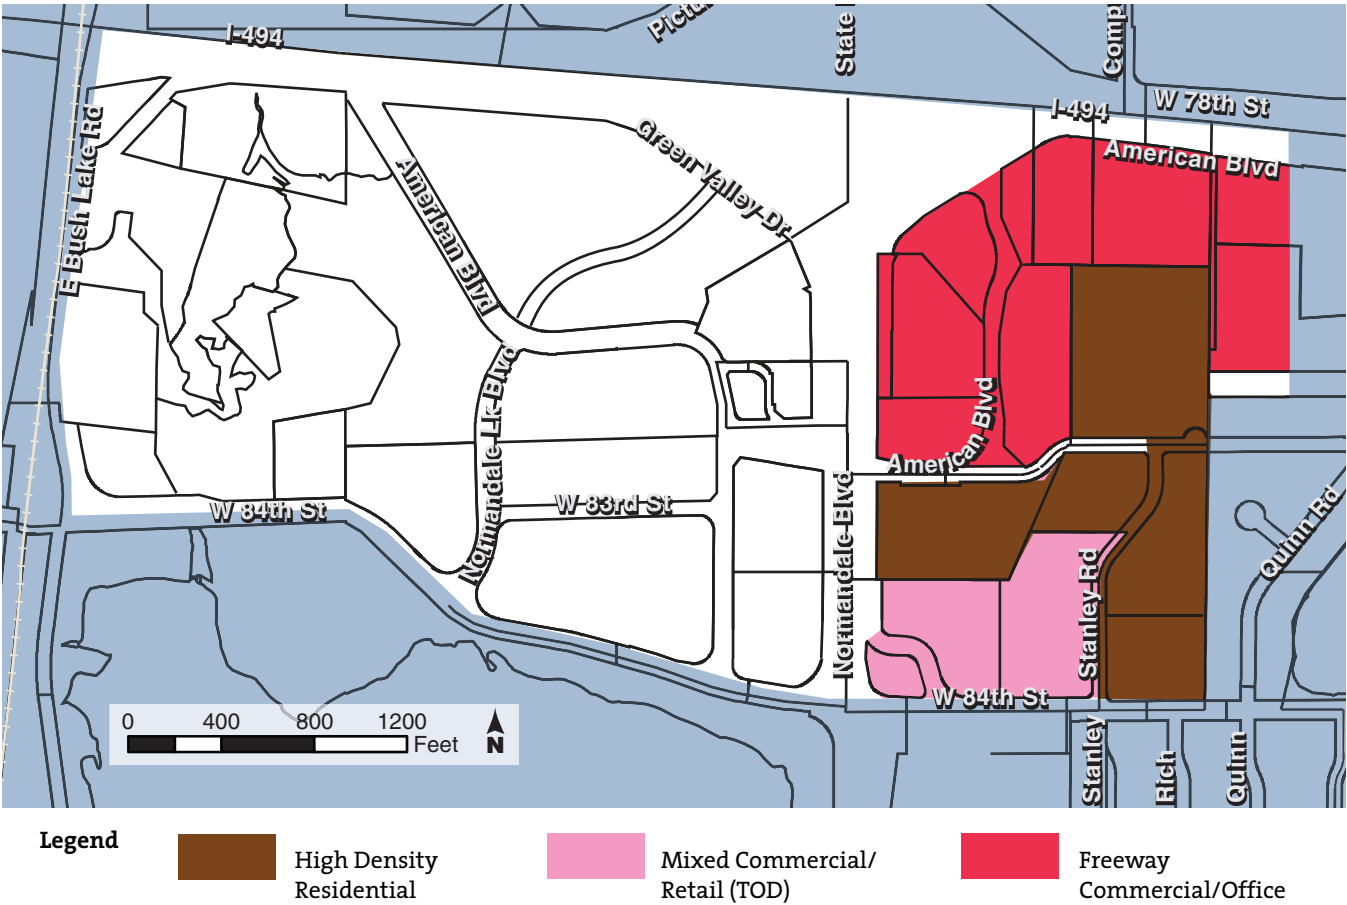 I-494
Pictu
State
Comp
W 78th St
I-494
American Blvd
E Bush Lake Rd
Green Valley Dr
American Blvd
Normandale Lk Blvd
American Blvd
American Blvd
W 83rd St
W 84th St
Normandale Blvd
Quinn Rd
Stanley Rd
W 84th St
0 400 800 1200
Feet
N
Stanley
Rich
Quinn
Legend
High Density
Residential
Mixed Commercial/
Retail (TOD)
Freeway
Commercial/Office